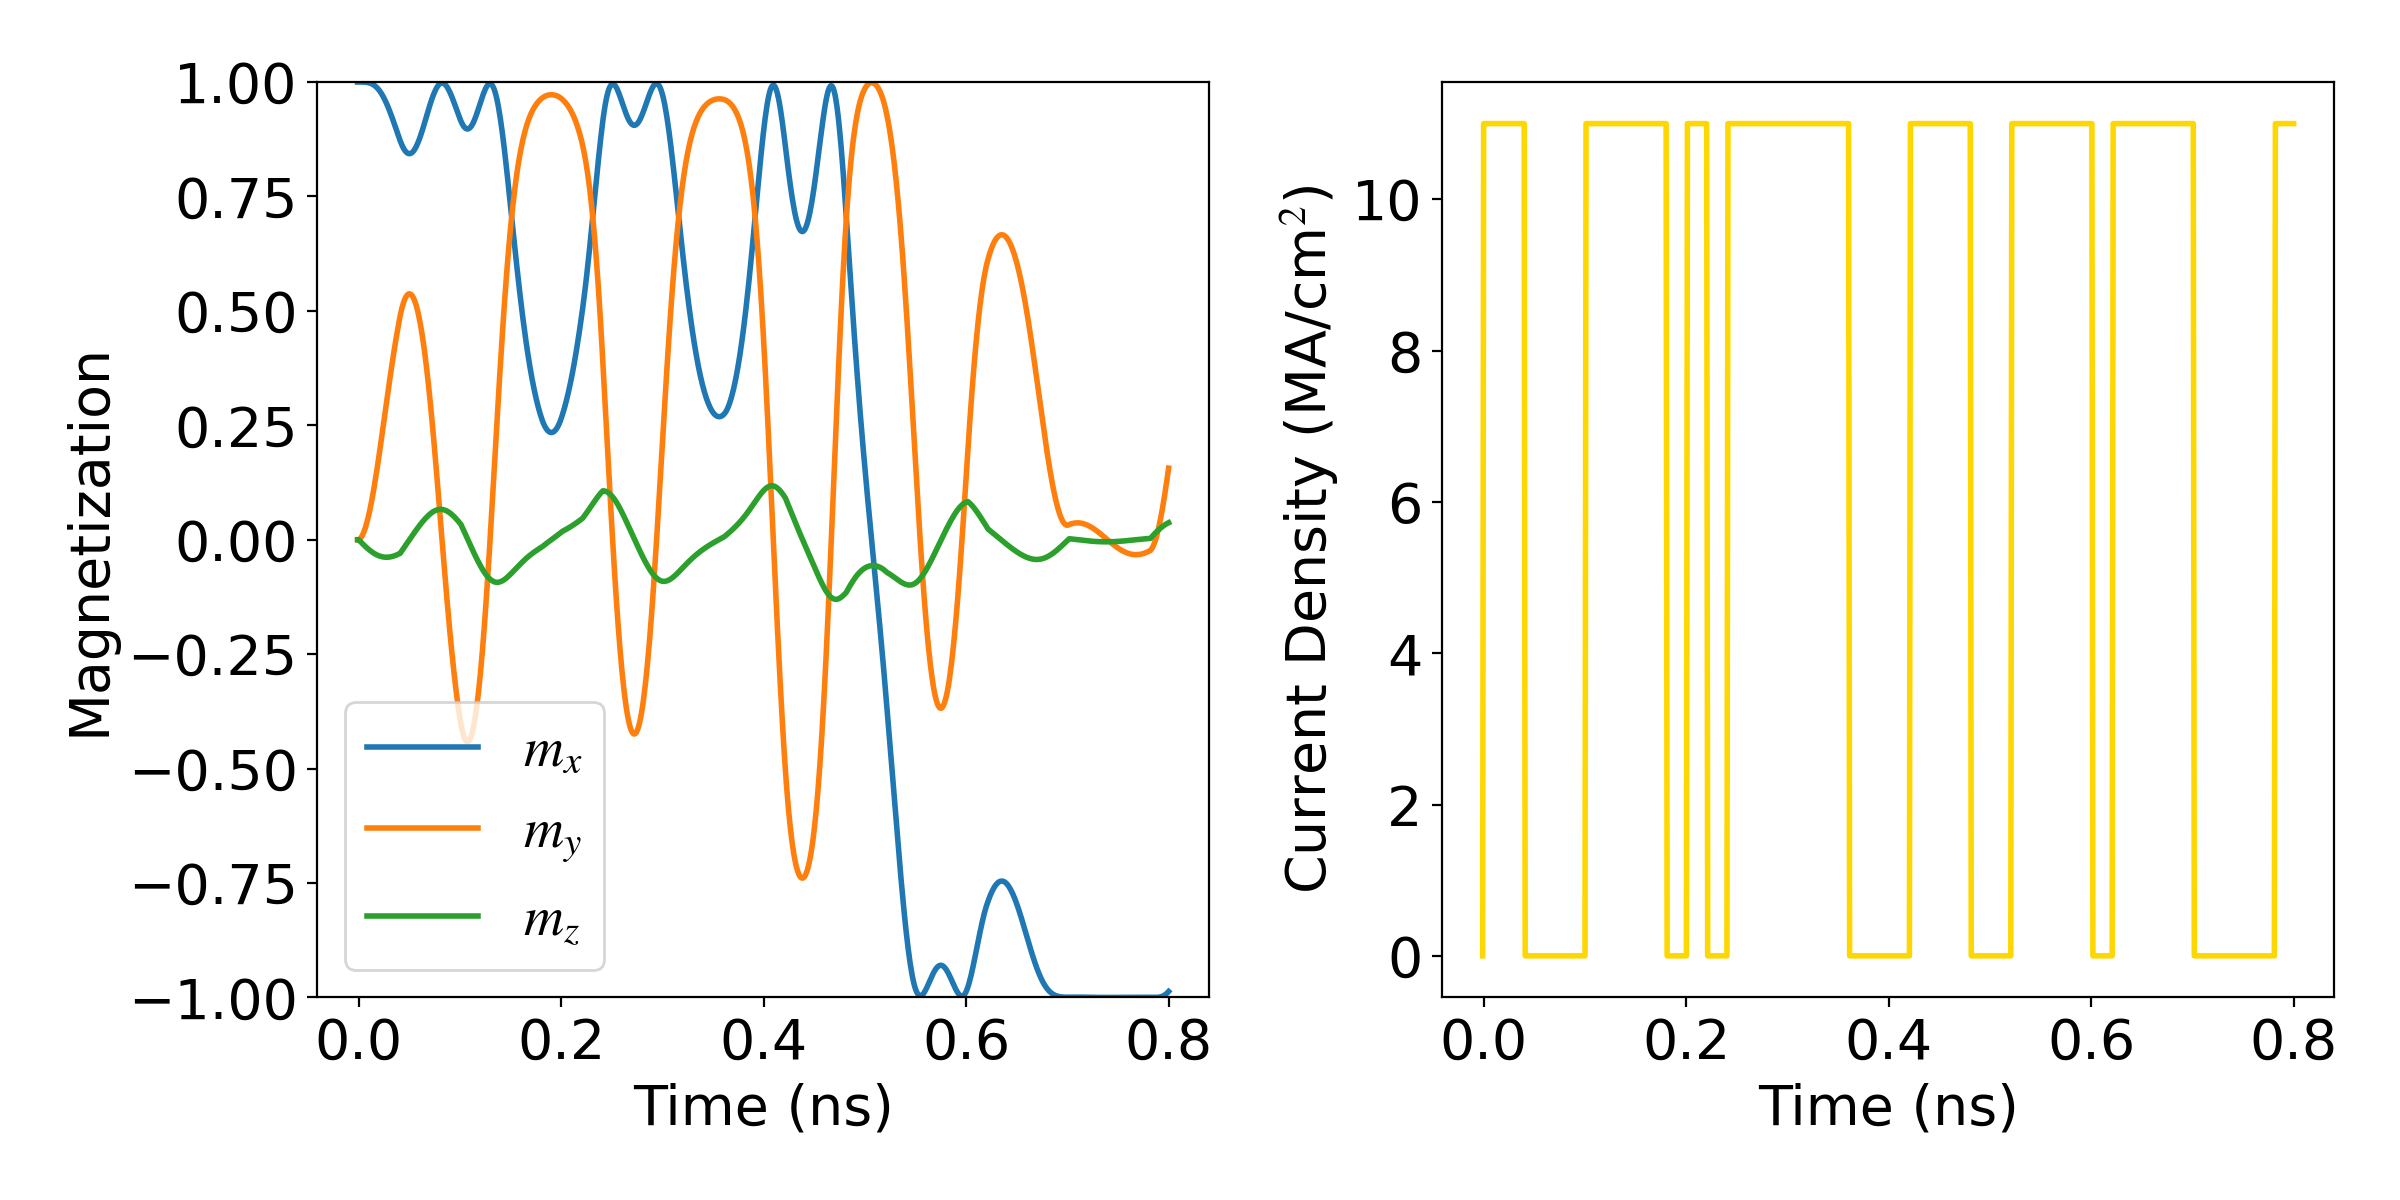 1.00
0.75
0.50
0.25
0.00
−0.25
−0.50
−0.75
−1.00
Magnetization
m_x
m_y
m_z
0.0 0.2 0.4 0.6 0.8
Time (ns)
10
8
6
4
2
0
Current Density (MA/cm²)
0.0 0.2 0.4 0.6 0.8
Time (ns)